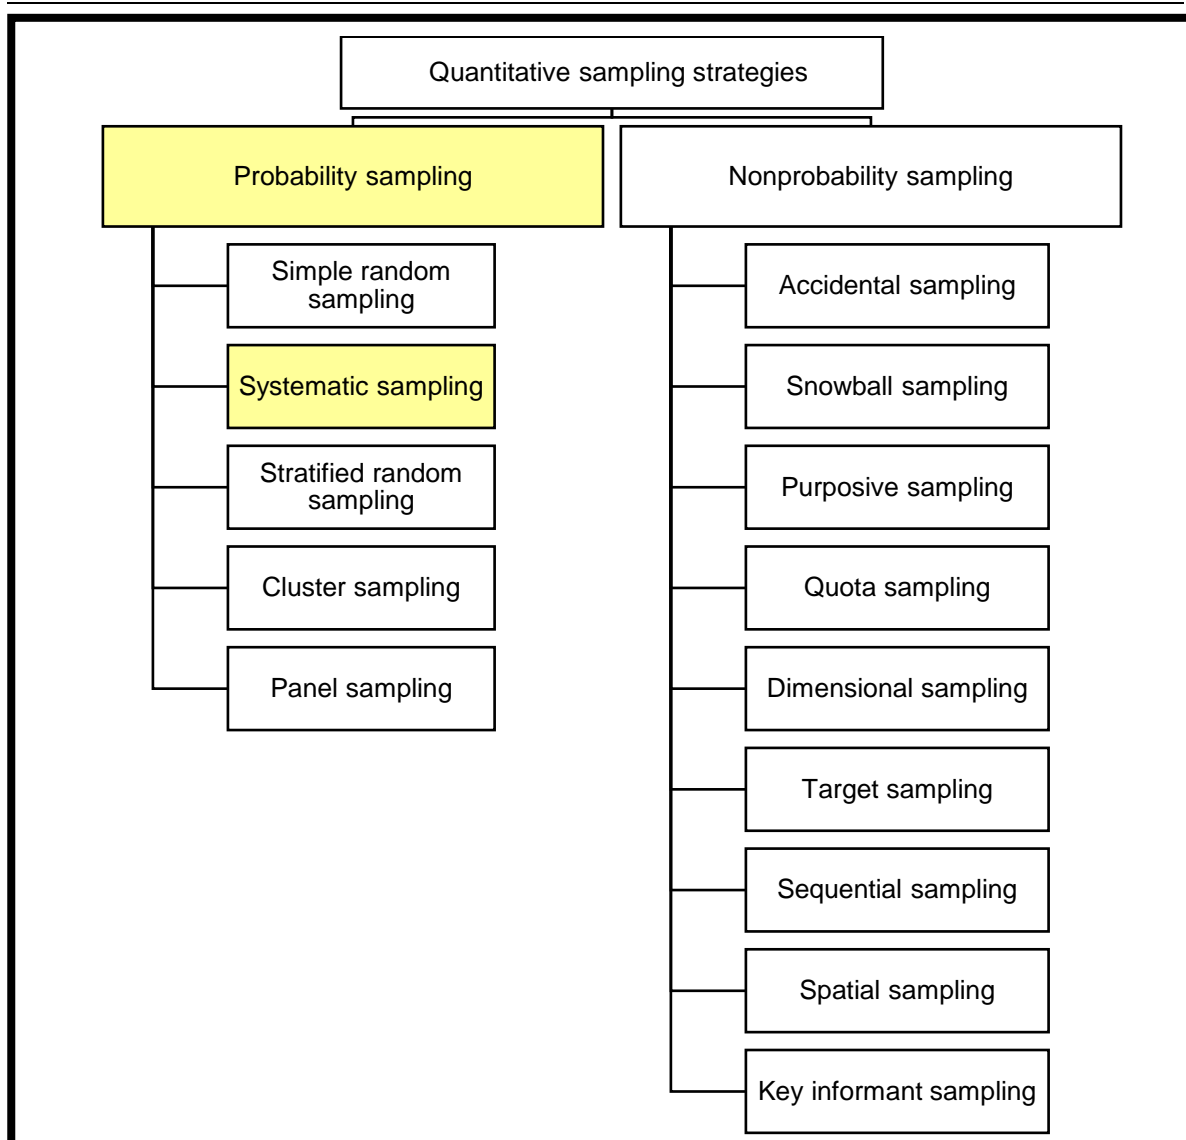 Quantitative sampling strategies
Probability sampling
Nonprobability sampling
Simple random
sampling
Systematic sampling
Stratified random
sampling
Cluster sampling
Panel sampling
Accidental sampling
Snowball sampling
Purposive sampling
Quota sampling
Dimensional sampling
Target sampling
Sequential sampling
Spatial sampling
Key informant sampling